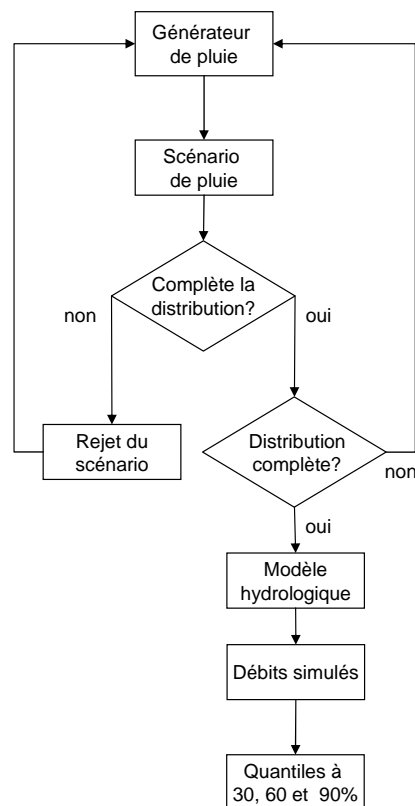 Générateur
de pluie
Scénario
de pluie
Complète la
distribution?
non
oui
Rejet du
scénario
Distribution
complète?
non
oui
Modèle
hydrologique
Débits simulés
Quantiles à
30, 60 et 90%